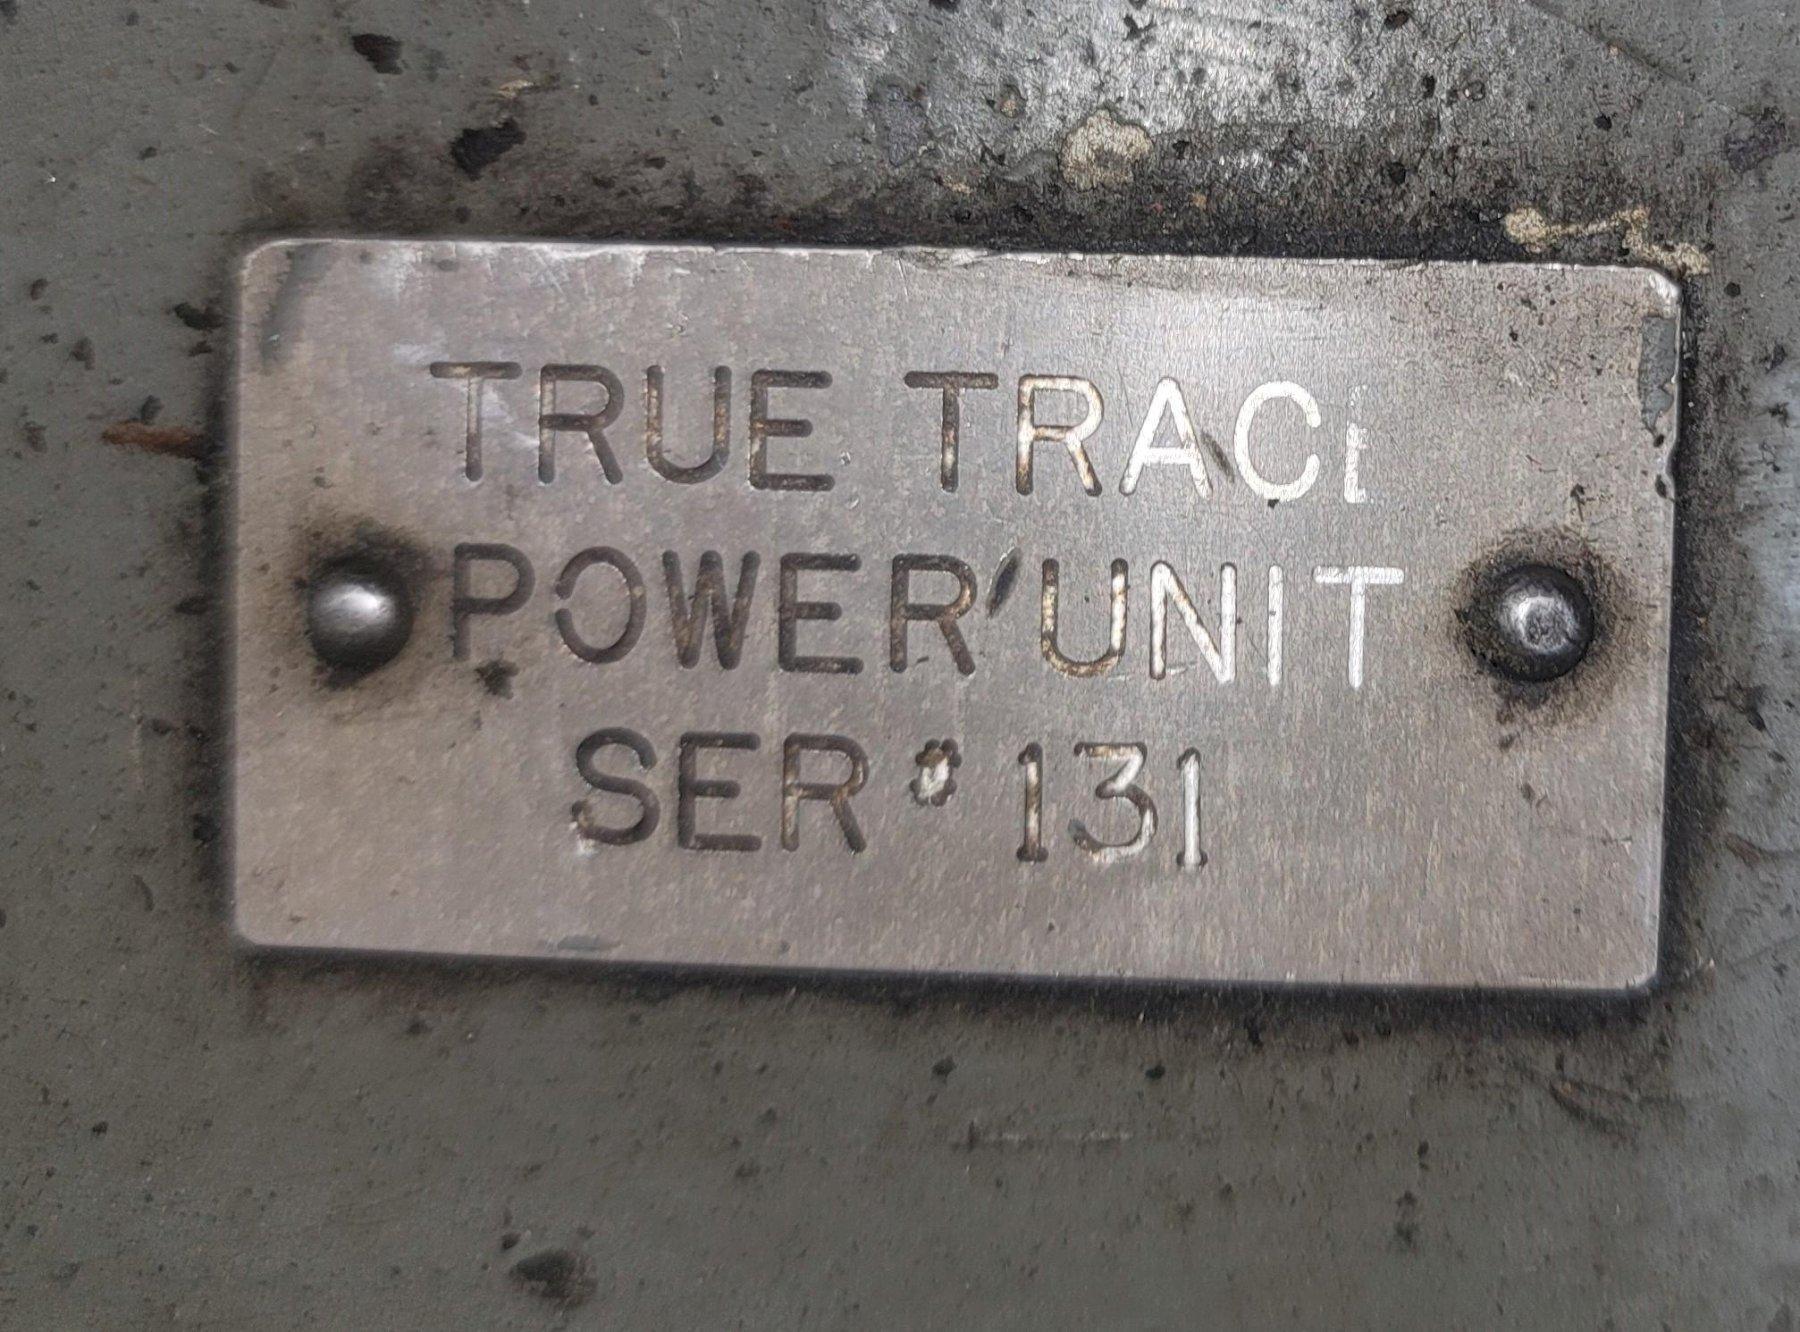 TRUE TRACE
POWER UNIT
SER # 131